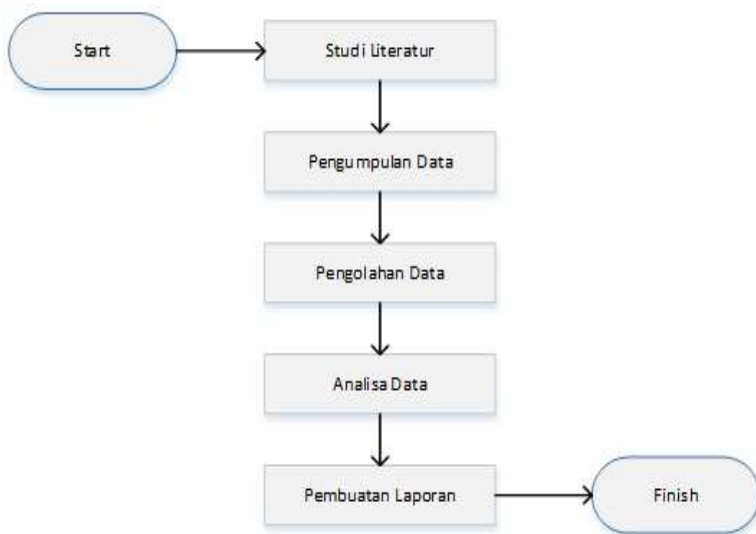 Start
Studi Literatur
Pengumpulan Data
Pengolahan Data
Analisa Data
Pembuatan Laporan
Finish